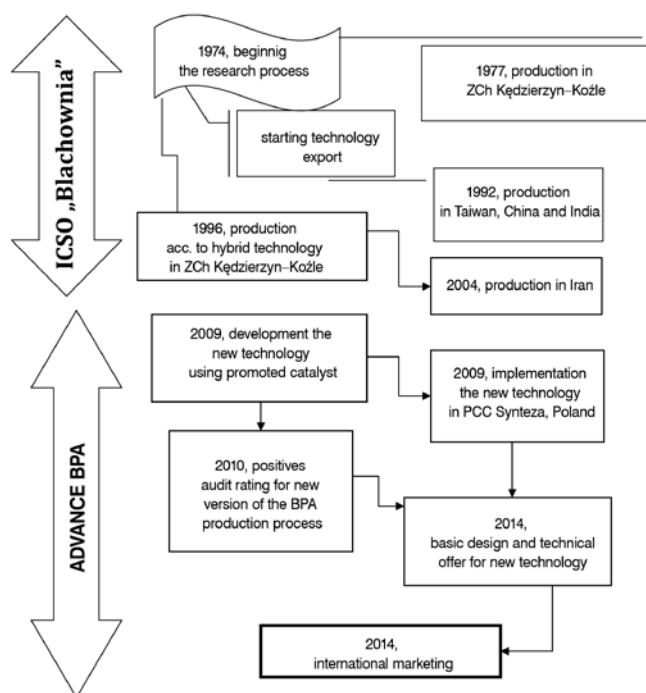 ICSO „Blachownia”
1974, beginnig
the research process
1977, production in
ZCh Kędzierzyn–Koźle
starting technology
export
1992, production
in Taiwan, China and India
1996, production
acc. to hybrid technology
in ZCh Kędzierzyn–Koźle
2004, production in Iran
ADVANCE BPA
2009, development the
new technology
using promoted catalyst
2009, implementation
the new technology
in PCC Synteza, Poland
2010, positives
audit rating for new
version of the BPA
production process
2014,
basic design and technical
offer for new technology
2014,
international marketing